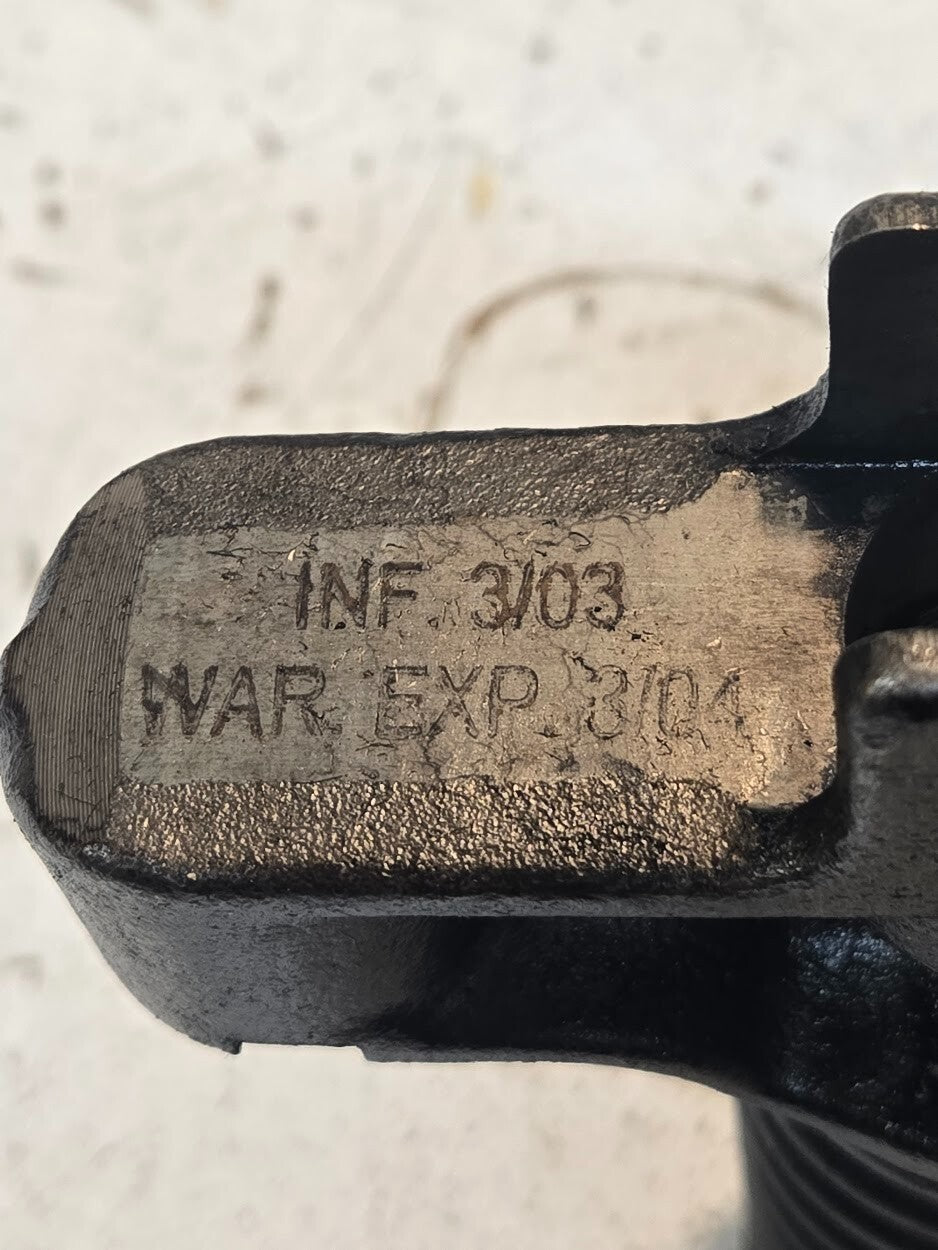 INF. 3/03
WAR. EXP. 3/04